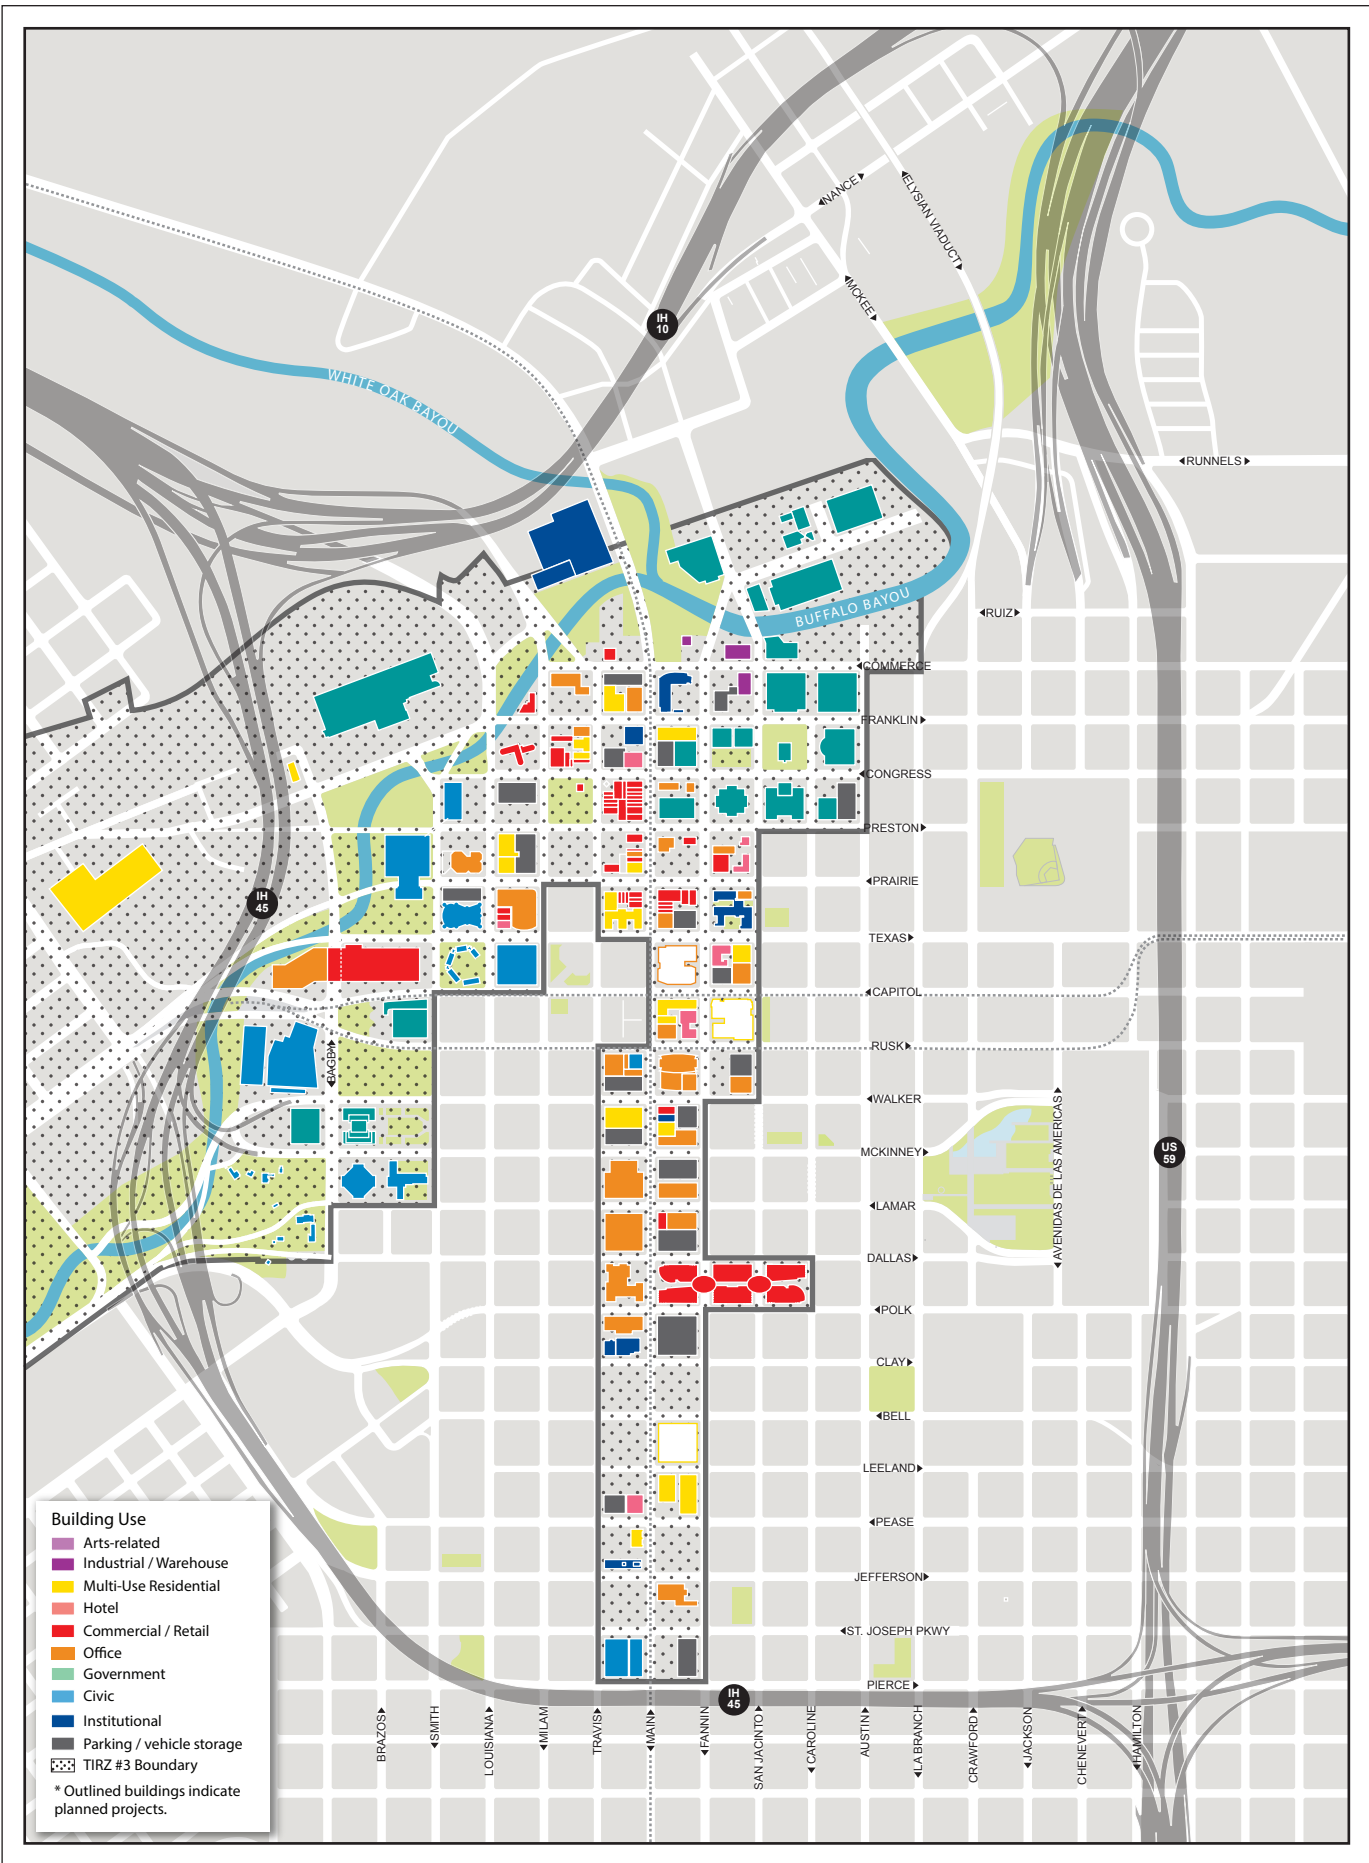 NANCE
ELYSIAN VIADUCT
MCKEE
IH
10
WHITE OAK BAYOU
RUNNELS
BUFFALO BAYOU
RUIZ
COMMERCE
FRANKLIN
CONGRESS
PRESTON
PRAIRIE
IH
45
TEXAS
CAPITOL
RUSK
BAGBY
WALKER
AVENIDAS DE LAS AMERICAS
MCKINNEY
US
59
LAMAR
DALLAS
POLK
CLAY
BELL
LEELAND
PEASE
JEFFERSON
ST. JOSEPH PKWY
PIERCE
IH
45
BRAZOS
SMITH
LOUISIANA
MILAM
TRAVIS
MAIN
FANNIN
SAN JACINTO
CAROLINE
AUSTIN
LA BRANCH
CRAWFORD
JACKSON
CHENEVERT
HAMILTON
Building Use
Arts-related
Industrial / Warehouse
Multi-Use Residential
Hotel
Commercial / Retail
Office
Government
Civic
Institutional
Parking / vehicle storage
TIRZ #3 Boundary
* Outlined buildings indicate
planned projects.